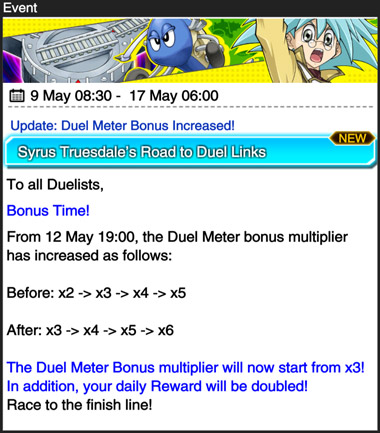 Event
9 May 08:30 - 17 May 06:00
Update: Duel Meter Bonus Increased!
NEW
Syrus Truesdale's Road to Duel Links
To all Duelists,
Bonus Time!
From 12 May 19:00, the Duel Meter bonus multiplier
has increased as follows:
Before: x2 -> x3 -> x4 -> x5
After: x3 -> x4 -> x5 -> x6
The Duel Meter Bonus multiplier will now start from x3!
In addition, your daily Reward will be doubled!
Race to the finish line!